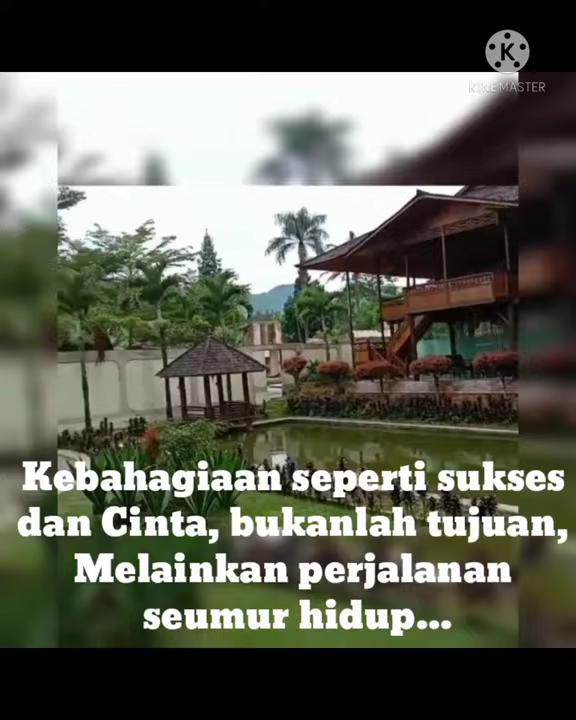 K
KINEMASTER
Kebahagiaan seperti sukses
dan Cinta, bukanlah tujuan,
Melainkan perjalanan
seumur hidup...